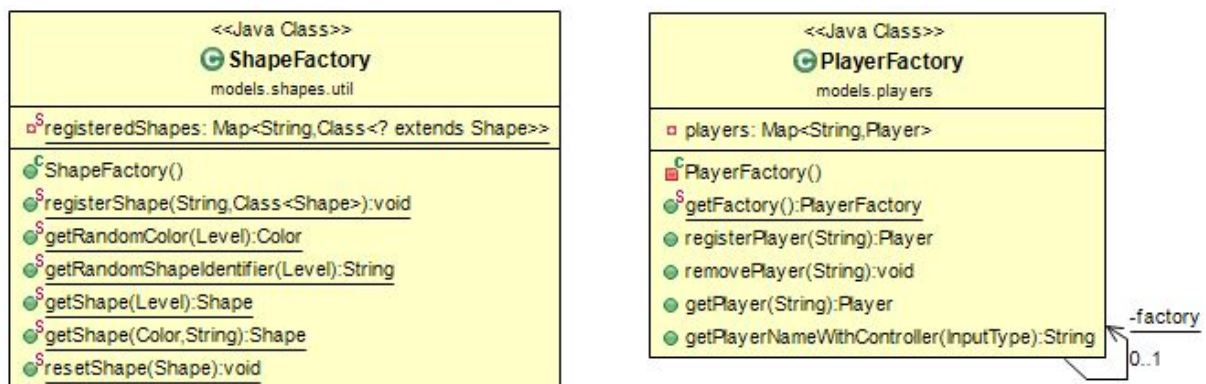 <<Java Class>>
ShapeFactory
models.shapes.util
registeredShapes: Map<String,Class<? extends Shape>>
ShapeFactory()
registerShape(String,Class<Shape>):void
getRandomColor(Level):Color
getRandomShapeIdentifier(Level):String
getShape(Level):Shape
getShape(Color,String):Shape
resetShape(Shape):void
<<Java Class>>
PlayerFactory
models.players
players: Map<String,Player>
PlayerFactory()
getFactory():PlayerFactory
registerPlayer(String):Player
removePlayer(String):void
getPlayer(String):Player
getPlayerNameWithController(InputType):String
-factory
0..1